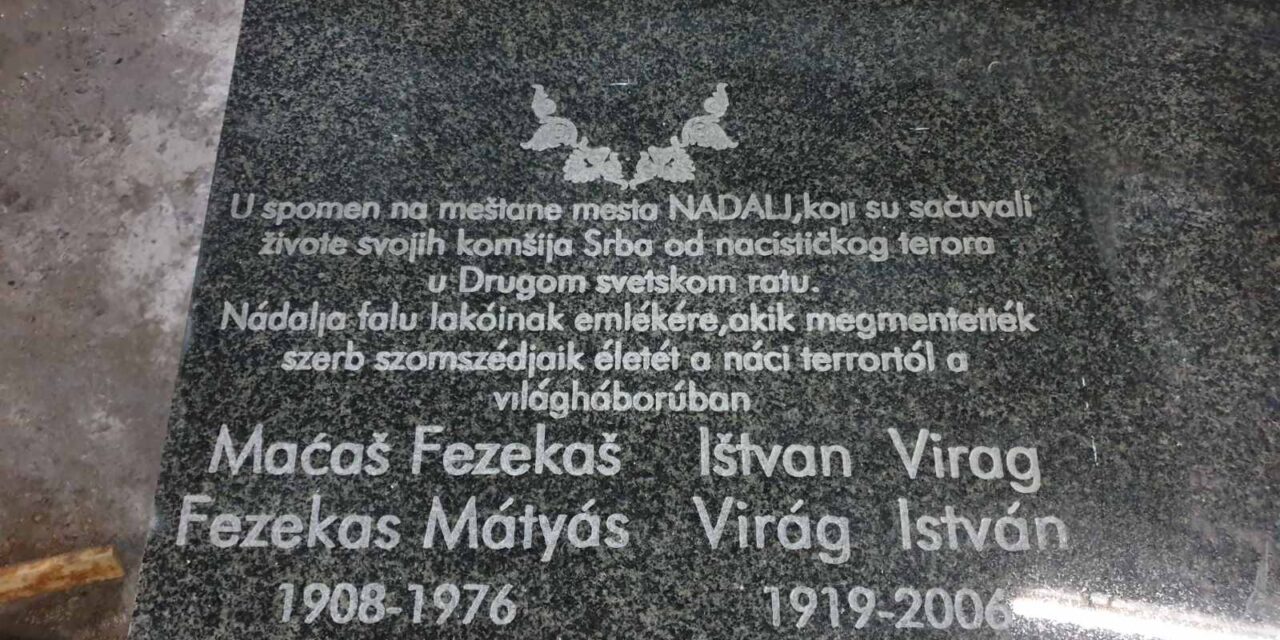 U spomen na meštane mesta NADALJ,koji su sačuvali
živote svojih komšija Srba od nacističkog terora
u Drugom svetskom ratu.
Nádalja falu lakóinak emlékére,akik megmentették
szerb szomszédjaik életét a náci terrortól a
világháborúban
Maćaš Fezekaš Ištvan Virag
Fezekas Mátyás Virág István
1908-1976 1919-2006